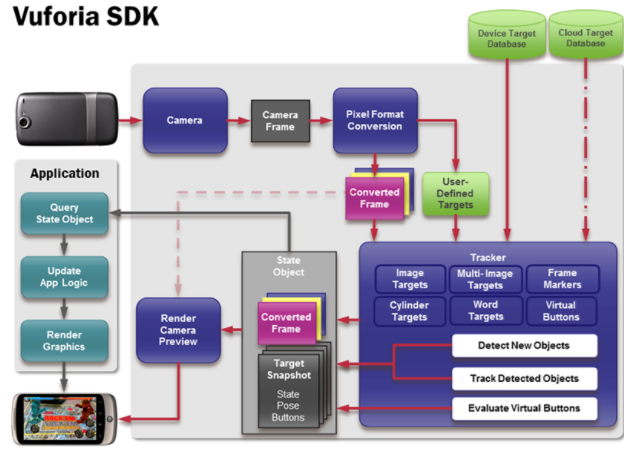 Vuforia SDK
Device Target
Database
Cloud Target
Database
Camera
Camera
Frame
Pixel Format
Conversion
Application
Query
State Object
Update
App Logic
Render
Graphics
Converted
Frame
User-
Defined
Targets
State
Object
Converted
Frame
Target
Snapshot
State
Pose
Buttons
Render
Camera
Preview
Tracker
Image
Targets
Multi-Image
Targets
Frame
Markers
Cylinder
Targets
Word
Targets
Virtual
Buttons
Detect New Objects
Track Detected Objects
Evaluate Virtual Buttons